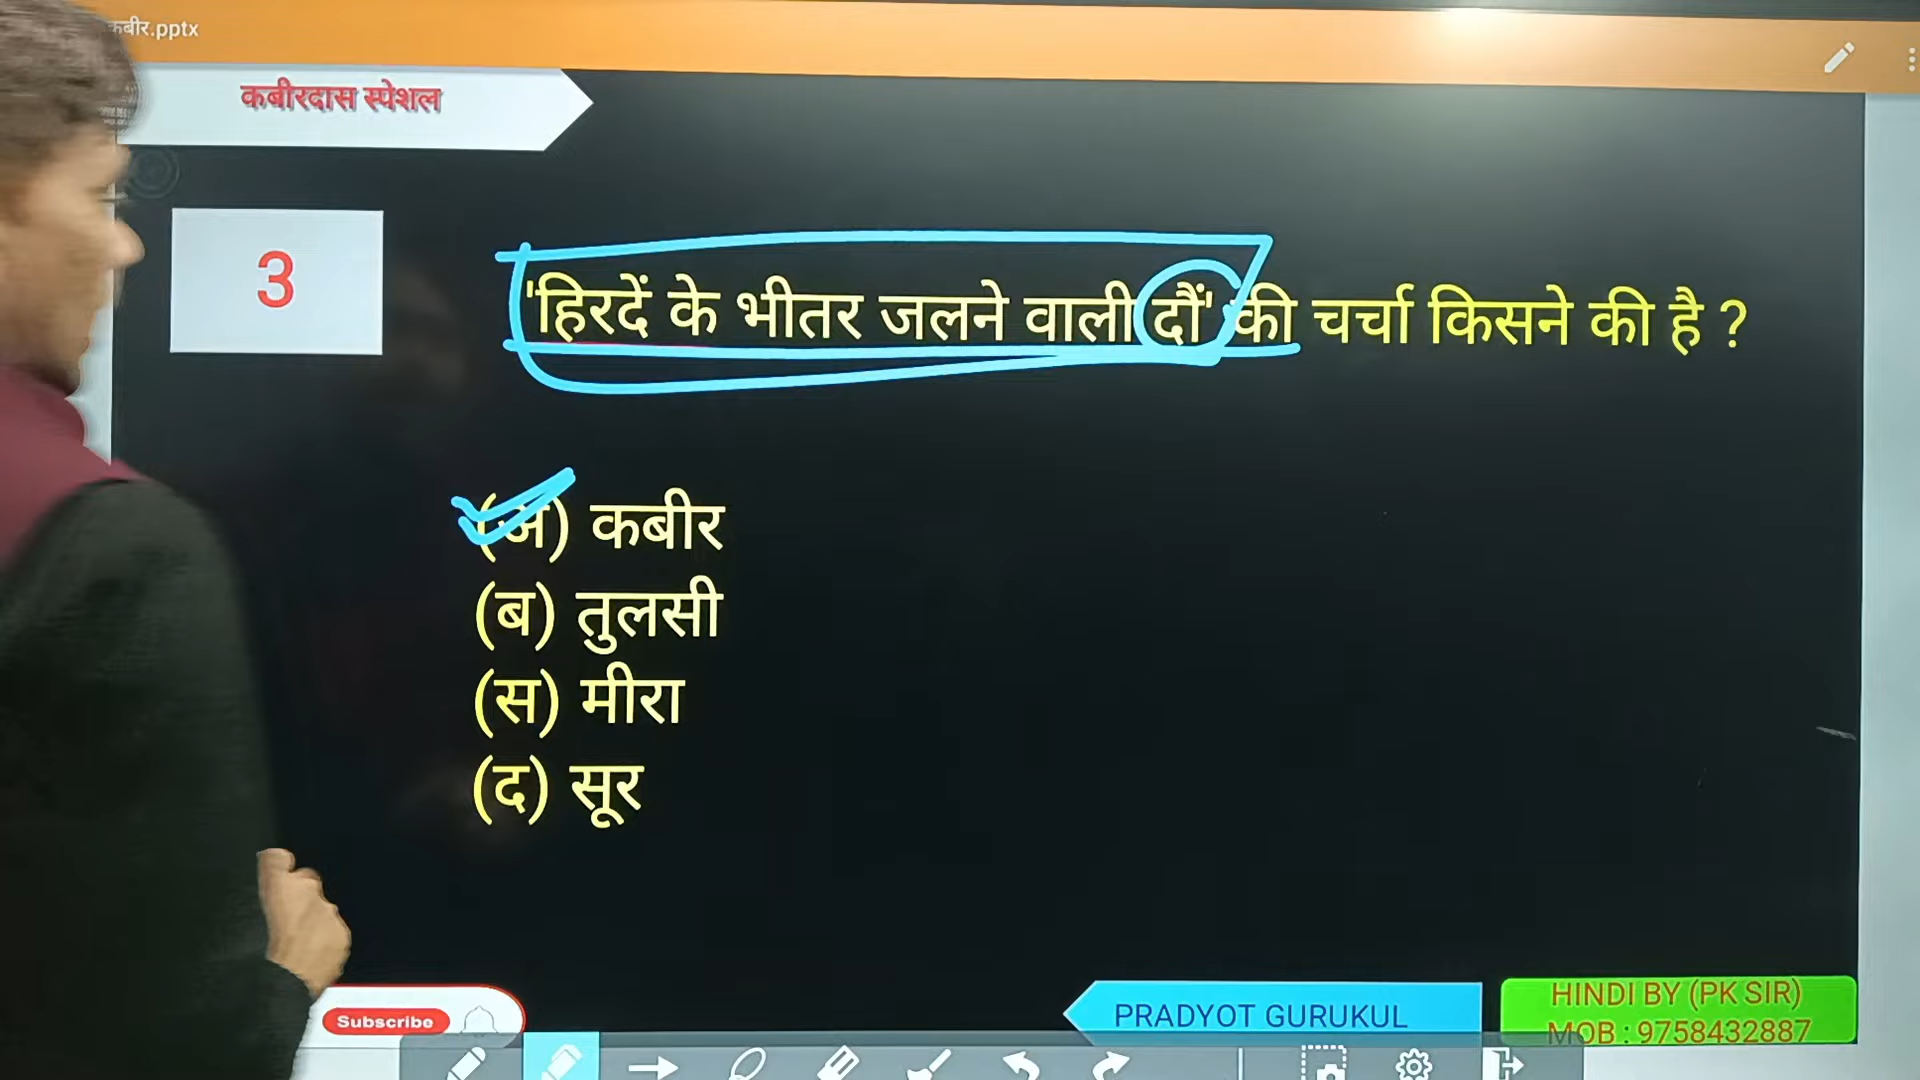 कबीर.pptx
कबीरदास स्पेशल
3
'हिरदें के भीतर जलने वाली दौं' की चर्चा किसने की है ?
(अ) कबीर
(ब) तुलसी
(स) मीरा
(द) सूर
Subscribe
PRADYOT GURUKUL
HINDI BY (PK SIR)
MOB : 9758432887